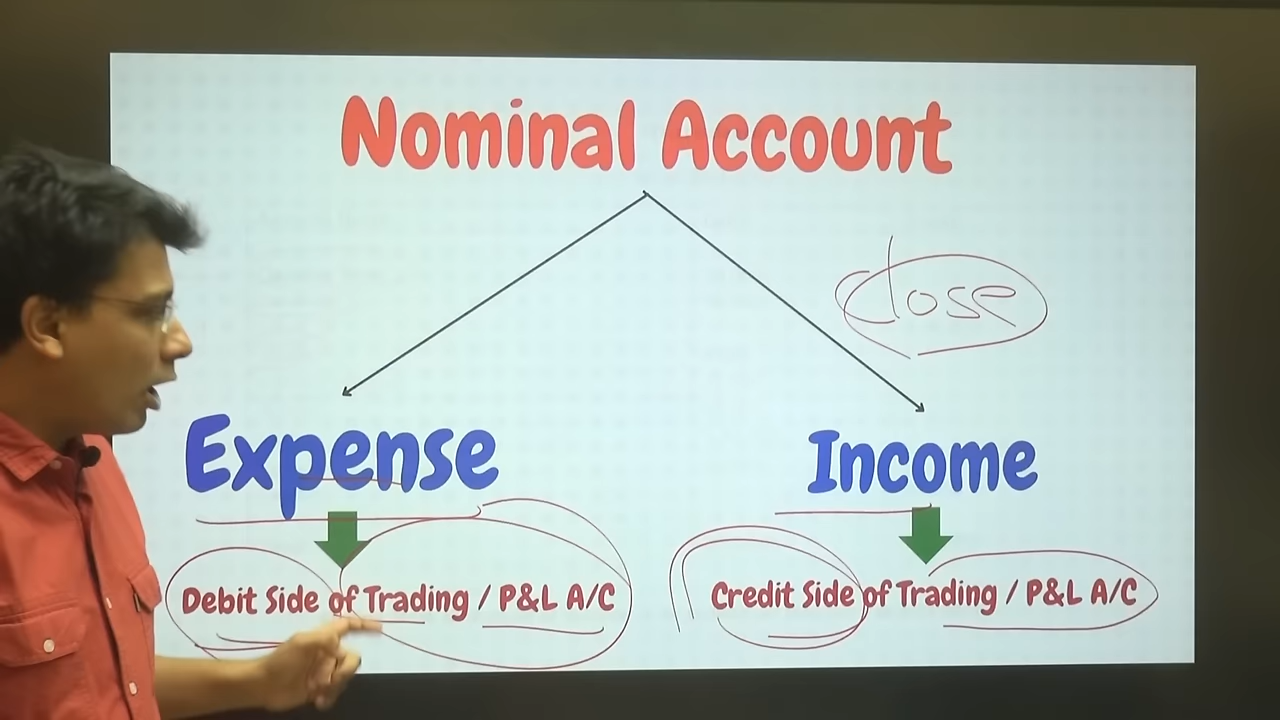 Nominal Account
close
Expense
Income
Debit Side of Trading / P&L A/C
Credit Side of Trading / P&L A/C